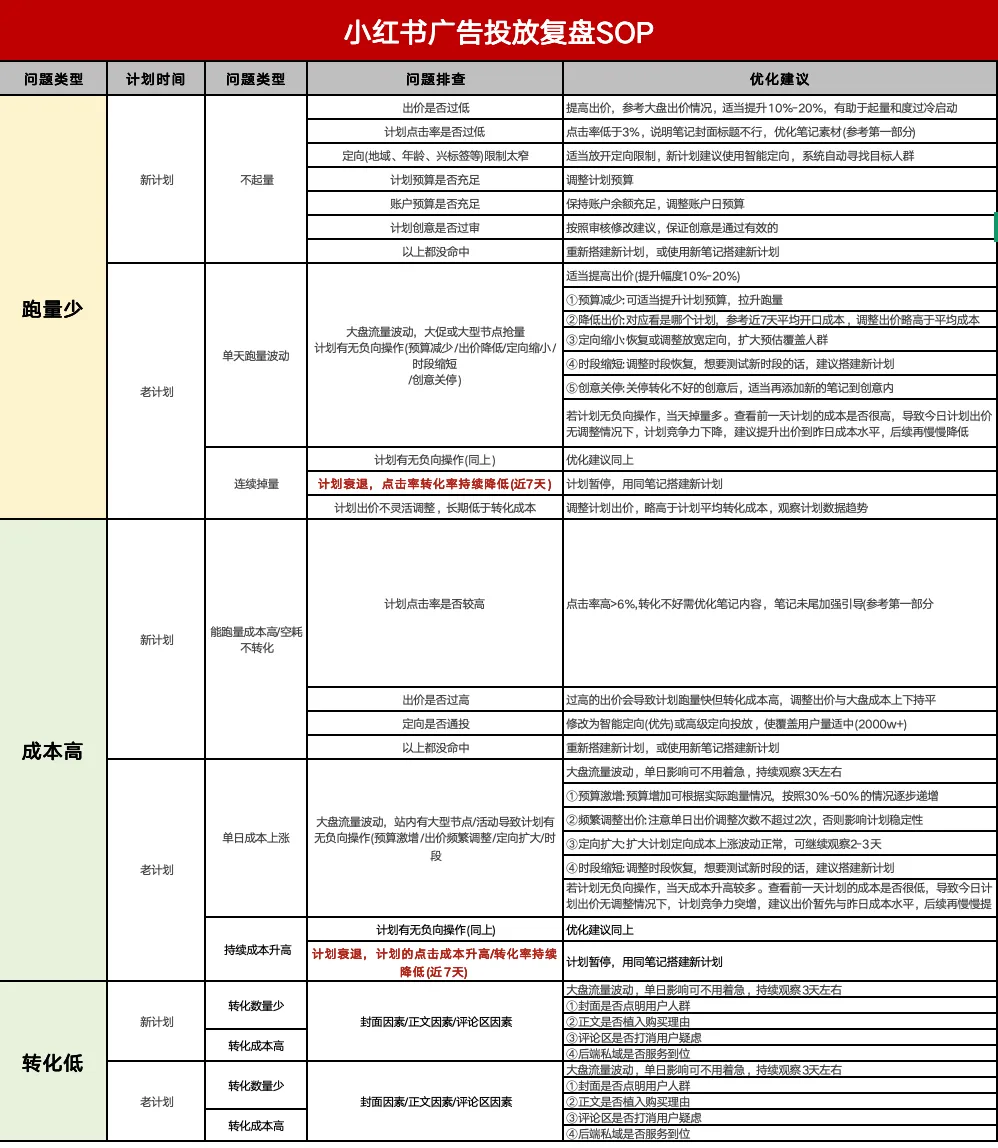 小红书广告投放复盘SOP
问题类型
计划时间
问题类型
问题排查
优化建议
跑量少
新计划
不起量
出价是否过低
提高出价，参考大盘出价情况，适当提升10%-20%，有助于起量和度过冷启动
计划点击率是否过低
点击率低于3%，说明笔记封面标题不行，优化笔记素材(参考第一部分)
定向(地域、年龄、兴标签等)限制太窄
适当放开定向限制，新计划建议使用智能定向，系统自动寻找目标人群
计划预算是否充足
调整计划预算
账户预算是否充足
保持账户余额充足，调整账户日预算
计划创意是否过审
按照审核修改建议，保证创意是通过有效的
以上都没命中
重新搭建新计划，或使用新笔记搭建新计划
老计划
单天跑量波动
大盘流量波动，大促或大型节点抢量
计划有无负向操作(预算减少/出价降低/定向缩小/
时段缩短
/创意关停)
适当提高出价(提升幅度10%-20%)
①预算减少:可适当提升计划预算，拉升跑量
②降低出价:对应看是哪个计划，参考近7天平均开口成本，调整出价略高于平均成本
③定向缩小:恢复或调整放宽定向，扩大预估覆盖人群
④时段缩短:调整时段恢复，想要测试新时段的话，建议搭建新计划
⑤创意关停:关停转化不好的创意后，适当再添加新的笔记到创意内
若计划无负向操作，当天掉量多。查看前一天计划的成本是否很高，导致今日计划出价
无调整情况下，计划竞争力下降，建议提升出价到昨日成本水平，后续再慢慢降低
连续掉量
计划有无负向操作(同上)
优化建议同上
计划衰退，点击率转化率持续降低(近7天)
计划暂停，用同笔记搭建新计划
计划出价不灵活调整，长期低于转化成本
调整计划出价，略高于计划平均转化成本，观察计划数据趋势
成本高
新计划
能跑量成本高/空耗
不转化
计划点击率是否较高
点击率高>6%,转化不好需优化笔记内容，笔记未尾加强引导(参考第一部分
出价是否过高
过高的出价会导致计划跑量快但转化成本高，调整出价与大盘成本上下持平
定向是否通投
修改为智能定向(优先)或高级定向投放，使覆盖用户量适中(2000w+)
以上都没命中
重新搭建新计划，或使用新笔记搭建新计划
老计划
单日成本上涨
大盘流量波动，站内有大型节点/活动导致计划有
无负向操作(预算激增/出价频繁调整/定向扩大/时
段
大盘流量波动，单日影响可不用着急，持续观察3天左右
①预算激增:预算增加可根据实际跑量情况，按照30%-50%的情况逐步递增
②频繁调整出价:注意单日出价调整次数不超过2次，否则影响计划稳定性
③定向扩大:扩大计划定向成本上涨波动正常，可继续观察2-3天
④时段缩短:调整时段恢复，想要测试新时段的话，建议搭建新计划
若计划无负向操作，当天成本升高较多。查看前一天计划的成本是否很低，导致今日计
划出价无调整情况下，计划竞争力突增，建议出价暂先与昨日成本水平，后续再慢慢提
持续成本升高
计划有无负向操作(同上)
优化建议同上
计划衰退，计划的点击成本升高/转化率持续
降低(近7天)
计划暂停，用同笔记搭建新计划
转化低
新计划
转化数量少
转化成本高
封面因素/正文因素/评论区因素
大盘流量波动，单日影响可不用着急，持续观察3天左右
①封面是否点明用户人群
②正文是否植入购买理由
③评论区是否打消用户疑虑
④后端私域是否服务到位
老计划
转化数量少
转化成本高
封面因素/正文因素/评论区因素
大盘流量波动，单日影响可不用着急，持续观察3天左右
①封面是否点明用户人群
②正文是否植入购买理由
③评论区是否打消用户疑虑
④后端私域是否服务到位